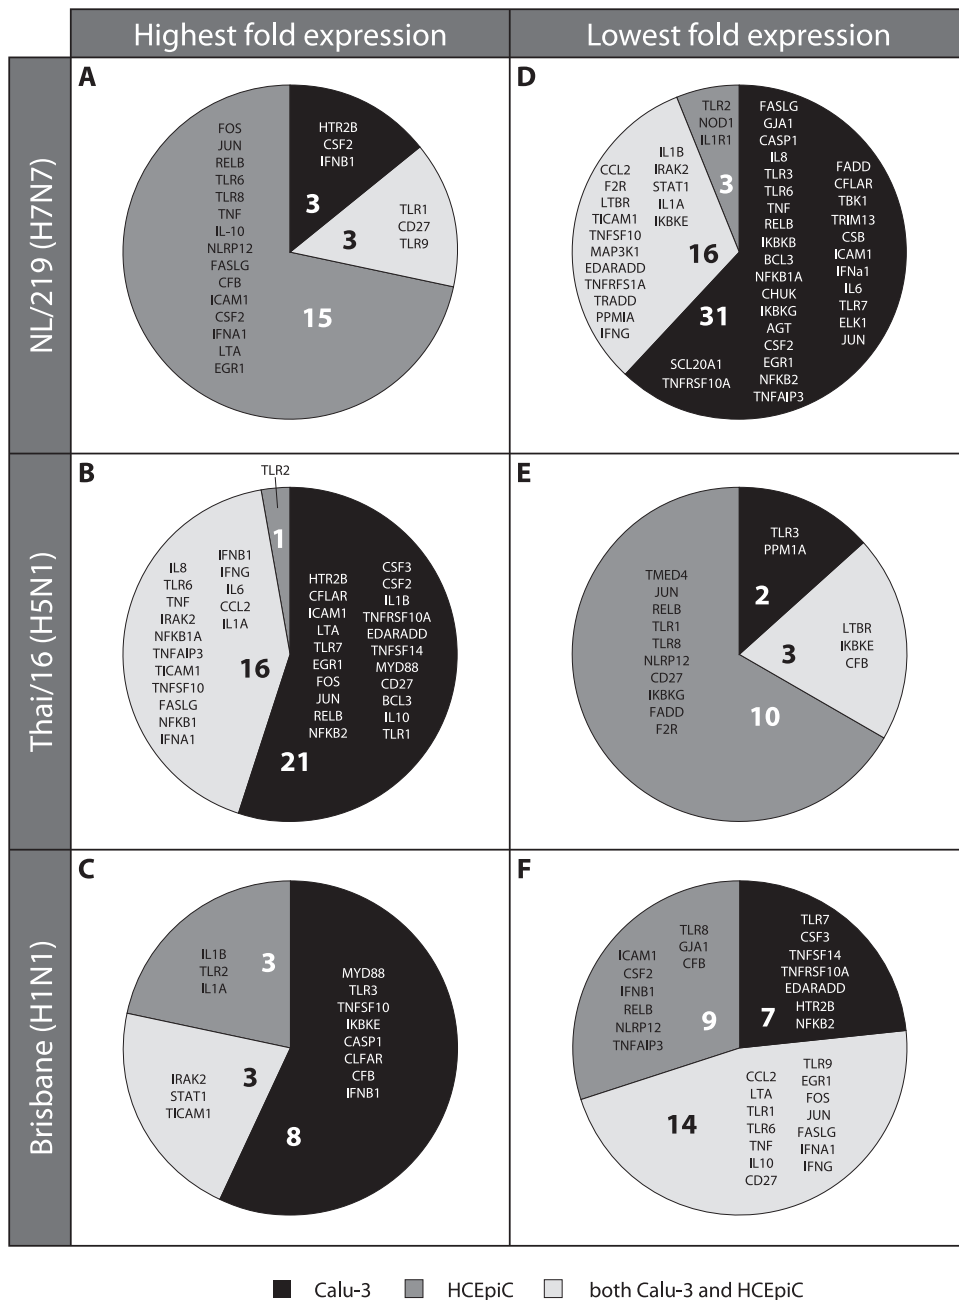 Highest fold expression
Lowest fold expression
NL/219 (H7N7)
A
HTR2B
CSF2
IFNB1
3
TLR1
CD27
TLR9
3
FOS
JUN
RELB
TLR6
TLR8
TNF
IL-10
NLRP12
FASLG
CFB
ICAM1
CSF2
IFNA1
LTA
EGR1
15
D
TLR2
NOD1
IL1R1
3
CCL2
F2R
LTBR
TICAM1
TNFSF10
MAP3K1
EDARADD
TNFRFS1A
TRADD
PPMIA
IFNG
IL1B
IRAK2
STAT1
IL1A
IKBKE
16
FASLG
GJA1
CASP1
IL8
TLR3
TLR6
TNF
RELB
IKBKB
BCL3
NFKB1A
CHUK
IKBKG
AGT
CSF2
EGR1
NFKB2
TNFAIP3
FADD
CFLAR
TBK1
TRIM13
CSB
ICAM1
IFNa1
IL6
TLR7
ELK1
JUN
31
SCL20A1
TNFRSF10A
Thai/16 (H5N1)
B
TLR2
1
IL8
TLR6
TNF
IRAK2
NFKB1A
TNFAIP3
TICAM1
TNFSF10
FASLG
NFKB1
IFNA1
IFNB1
IFNG
IL6
CCL2
IL1A
16
HTR2B
CFLAR
ICAM1
LTA
TLR7
EGR1
FOS
JUN
RELB
NFKB2
CSF3
CSF2
IL1B
TNFRSF10A
EDARADD
TNFSF14
MYD88
CD27
BCL3
IL10
TLR1
21
E
TLR3
PPM1A
2
LTBR
IKBKE
CFB
3
TMED4
JUN
RELB
TLR1
TLR8
NLRP12
CD27
IKBKG
FADD
F2R
10
Brisbane (H1N1)
C
IL1B
TLR2
IL1A
3
IRAK2
STAT1
TICAM1
3
MYD88
TLR3
TNFSF10
IKBKE
CASP1
CLFAR
CFB
IFNB1
8
F
ICAM1
CSF2
IFNB1
RELB
NLRP12
TNFAIP3
TLR8
GJA1
CFB
9
TLR7
CSF3
TNFSF14
TNFRSF10A
EDARADD
HTR2B
NFKB2
7
14
CCL2
LTA
TLR1
TLR6
TNF
IL10
CD27
TLR9
EGR1
FOS
JUN
FASLG
IFNA1
IFNG
Calu-3
HCEpiC
both Calu-3 and HCEpiC